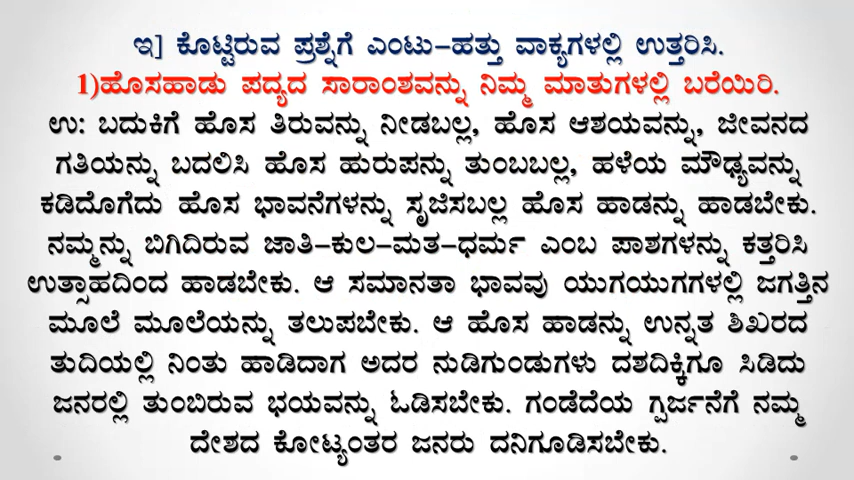 ಇ] ಕೊಟ್ಟಿರುವ ಪ್ರಶ್ನೆಗೆ ಎಂಟು–ಹತ್ತು ವಾಕ್ಯಗಳಲ್ಲಿ ಉತ್ತರಿಸಿ.
1)ಹೊಸಹಾಡು ಪದ್ಯದ ಸಾರಾಂಶವನ್ನು ನಿಮ್ಮ ಮಾತುಗಳಲ್ಲಿ ಬರೆಯಿರಿ.
ಉ: ಬದುಕಿಗೆ ಹೊಸ ತಿರುವನ್ನು ನೀಡಬಲ್ಲ, ಹೊಸ ಆಶಯವನ್ನು, ಜೀವನದ
ಗತಿಯನ್ನು ಬದಲಿಸಿ ಹೊಸ ಹುರುಪನ್ನು ತುಂಬಬಲ್ಲ, ಹಳೆಯ ಮೌಢ್ಯವನ್ನು
ಕಡಿದೊಗೆದು ಹೊಸ ಭಾವನೆಗಳನ್ನು ಸೃಜಿಸಬಲ್ಲ ಹೊಸ ಹಾಡನ್ನು ಹಾಡಬೇಕು.
ನಮ್ಮನ್ನು ಬಿಗಿದಿರುವ ಜಾತಿ–ಕುಲ–ಮತ–ಧರ್ಮ ಎಂಬ ಪಾಶಗಳನ್ನು ಕತ್ತರಿಸಿ
ಉತ್ಸಾಹದಿಂದ ಹಾಡಬೇಕು. ಆ ಸಮಾನತಾ ಭಾವವು ಯುಗಯುಗಗಳಲ್ಲಿ ಜಗತ್ತಿನ
ಮೂಲೆ ಮೂಲೆಯನ್ನು ತಲುಪಬೇಕು. ಆ ಹೊಸ ಹಾಡನ್ನು ಉನ್ನತ ಶಿಖರದ
ತುದಿಯಲ್ಲಿ ನಿಂತು ಹಾಡಿದಾಗ ಅದರ ನುಡಿಗುಂಡುಗಳು ದಶದಿಕ್ಕಿಗೂ ಸಿಡಿದು
ಜನರಲ್ಲಿ ತುಂಬಿರುವ ಭಯವನ್ನು ಓಡಿಸಬೇಕು. ಗಂಡೆದೆಯ ಗ್ಪರ್ಜನೆಗೆ ನಮ್ಮ
ದೇಶದ ಕೋಟ್ಯಂತರ ಜನರು ದನಿಗೂಡಿಸಬೇಕು.